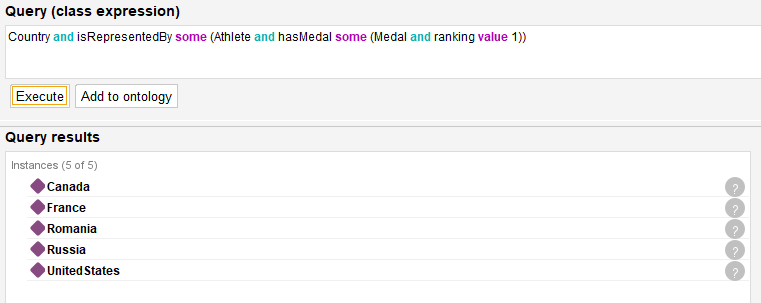 Query (class expression)
Country and isRepresentedBy some (Athlete and hasMedal some (Medal and ranking value 1))
Execute
Add to ontology
Query results
Instances (5 of 5)
Canada
?
France
?
Romania
?
Russia
?
UnitedStates
?